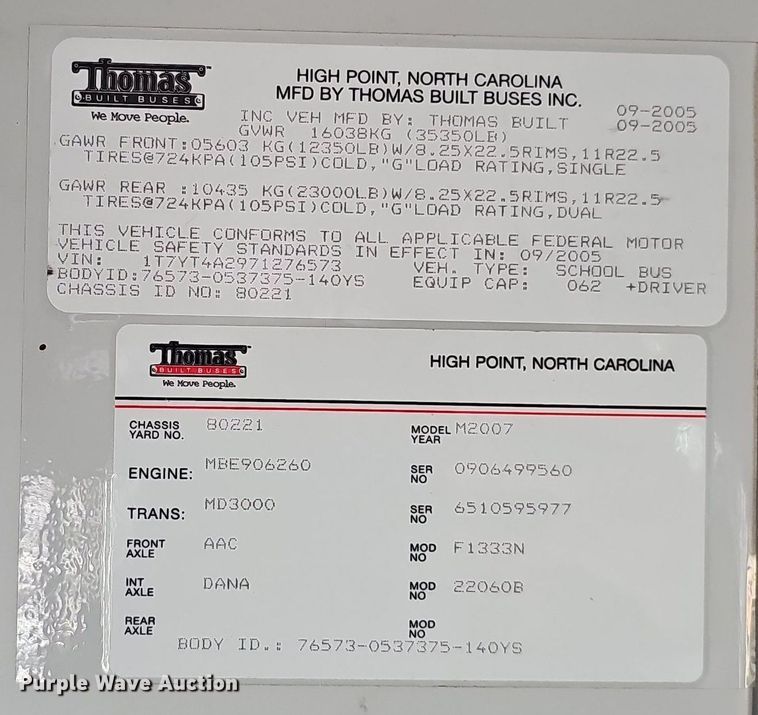 Thomas
BUILT BUSES
We Move People.
HIGH POINT, NORTH CAROLINA
MFD BY THOMAS BUILT BUSES INC.
INC VEH MFD BY: THOMAS BUILT 09-2005
GVWR 16038KG (35350LB) 09-2005
GAWR FRONT:05603 KG(12350LB)W/8.25X22.5RIMS,11R22.5
TIRES@724KPA(105PSI)COLD,"G"LOAD RATING,SINGLE
GAWR REAR :10435 KG(23000LB)W/8.25X22.5RIMS,11R22.5
TIRES@724KPA(105PSI)COLD,"G"LOAD RATING,DUAL
THIS VEHICLE CONFORMS TO ALL APPLICABLE FEDERAL MOTOR
VEHICLE SAFETY STANDARDS IN EFFECT IN: 09/2005
VIN: 1T7YT4A2971276573 VEH. TYPE: SCHOOL BUS
BODYID:76573-0537375-140YS EQUIP CAP: 062 +DRIVER
CHASSIS ID NO: 80221
Thomas
BUILT BUSES
We Move People.
HIGH POINT, NORTH CAROLINA
CHASSIS YARD NO. 80221 MODEL YEAR M2007
ENGINE: MBE906260 SER NO 0906499560
TRANS: MD3000 SER NO 6510595977
FRONT AXLE AAC MOD NO F1333N
INT AXLE DANA MOD NO 22060B
REAR AXLE MOD NO
BODY ID.: 76573-0537375-140YS
Purple Wave Auction